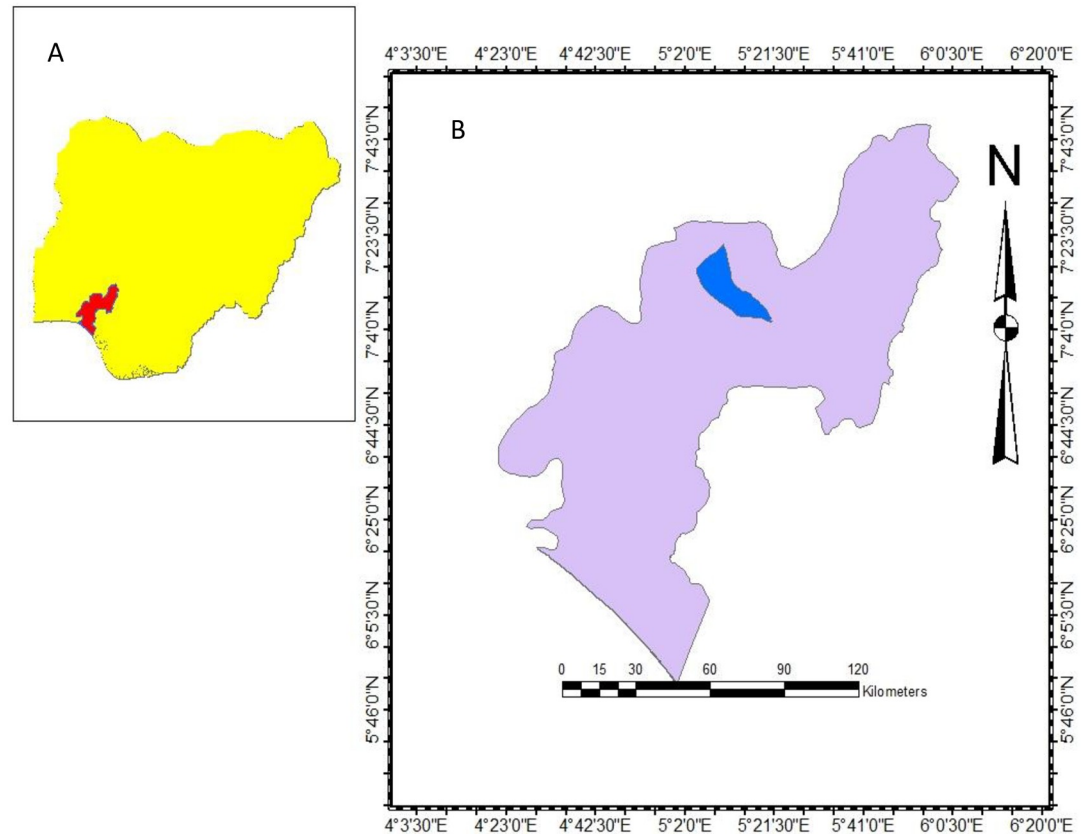 A
4°3'30"E 4°23'0"E 4°42'30"E 5°2'0"E 5°21'30"E 5°41'0"E 6°0'30"E 6°20'0"E
B
N
7°43'0"N 7°43'0"N
7°23'30"N 7°23'30"N
7°4'0"N 7°4'0"N
6°44'30"N 6°44'30"N
6°25'0"N 6°25'0"N
6°5'30"N 6°5'30"N
5°46'0"N 5°46'0"N
0 15 30 60 90 120
Kilometers
4°3'30"E 4°23'0"E 4°42'30"E 5°2'0"E 5°21'30"E 5°41'0"E 6°0'30"E 6°20'0"E